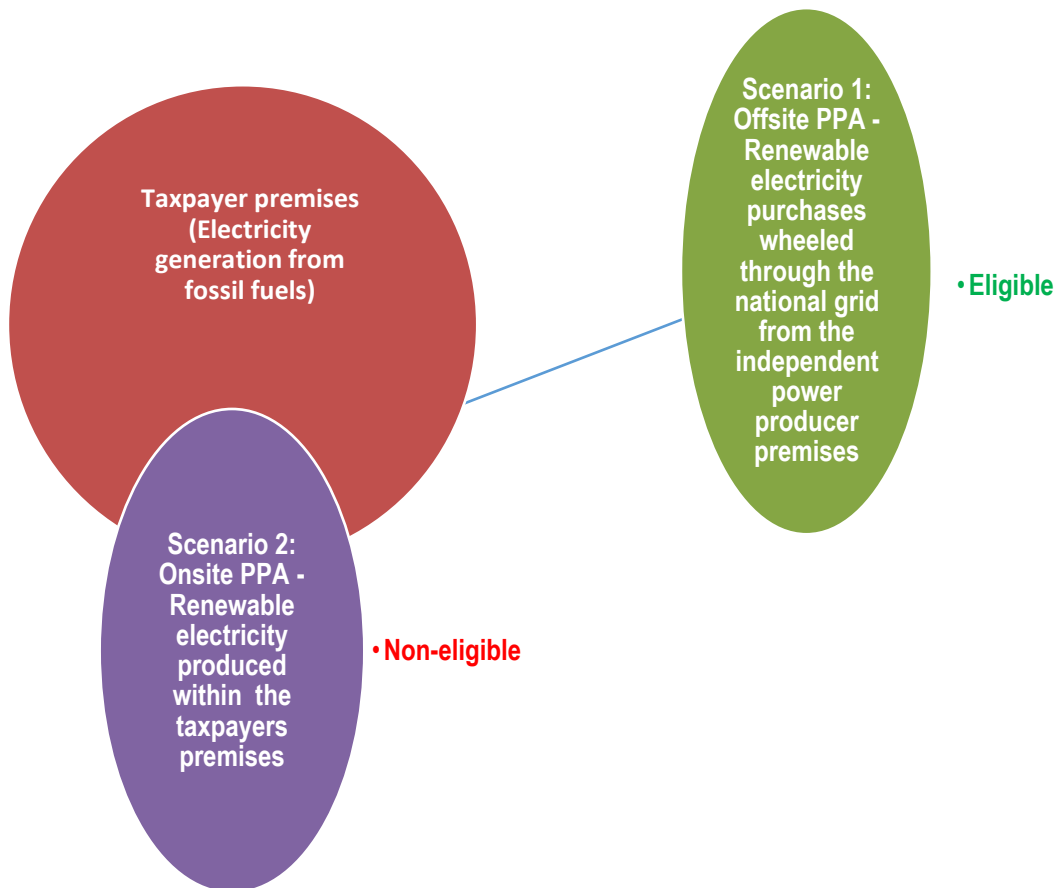 Taxpayer premises
(Electricity
generation from
fossil fuels)
Scenario 1:
Offsite PPA -
Renewable
electricity
purchases
wheeled
through the
national grid
from the
independent
power
producer
premises
• Eligible
Scenario 2:
Onsite PPA -
Renewable
electricity
produced
within  the
taxpayers
premises
• Non-eligible